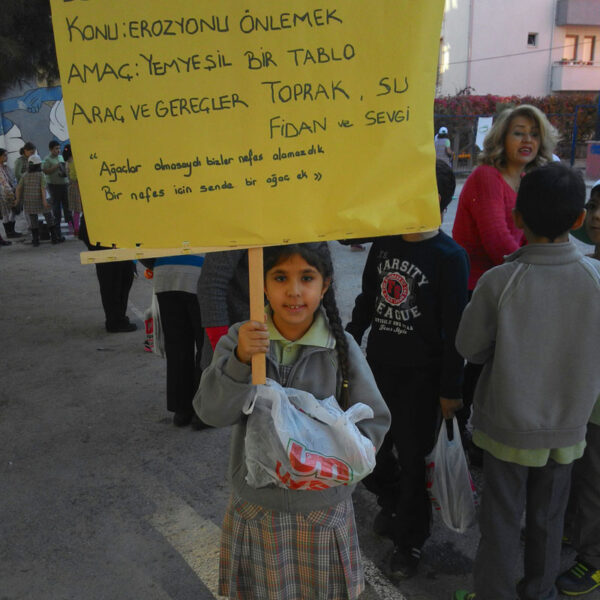 KONU: EROZYONU ÖNLEMEK
AMAÇ: YEMYEŞİL BİR TABLO
ARAÇ VE GEREÇLER TOPRAK, SU
FİDAN ve SEVGİ
"Ağaçlar olmasaydı bizler nefes alamazdık
Bir nefes için sende bir ağaç ek"
VARSITY
LEAGUE